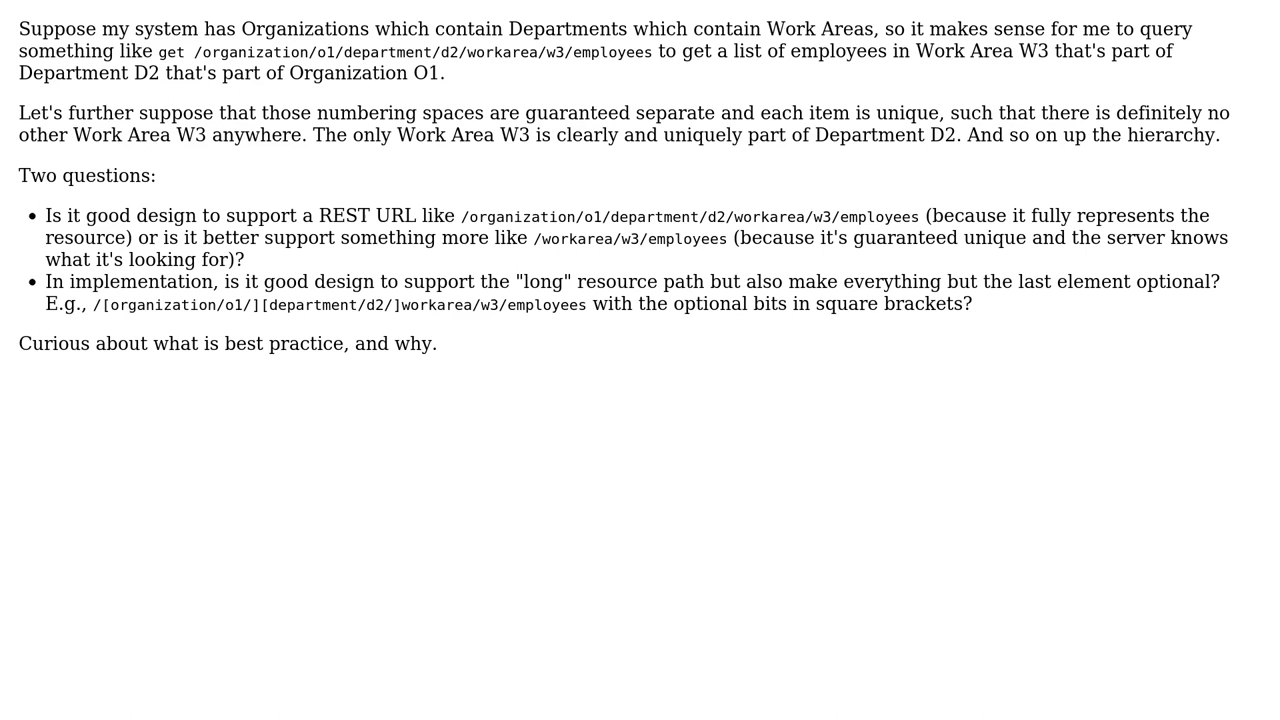 Suppose my system has Organizations which contain Departments which contain Work Areas, so it makes sense for me to query
something like get /organization/o1/department/d2/workarea/w3/employees to get a list of employees in Work Area W3 that's part of
Department D2 that's part of Organization O1.
Let's further suppose that those numbering spaces are guaranteed separate and each item is unique, such that there is definitely no
other Work Area W3 anywhere. The only Work Area W3 is clearly and uniquely part of Department D2. And so on up the hierarchy.
Two questions:
• Is it good design to support a REST URL like /organization/o1/department/d2/workarea/w3/employees (because it fully represents the
resource) or is it better support something more like /workarea/w3/employees (because it's guaranteed unique and the server knows
what it's looking for)?
• In implementation, is it good design to support the "long" resource path but also make everything but the last element optional?
E.g., /[organization/o1/][department/d2/]workarea/w3/employees with the optional bits in square brackets?
Curious about what is best practice, and why.